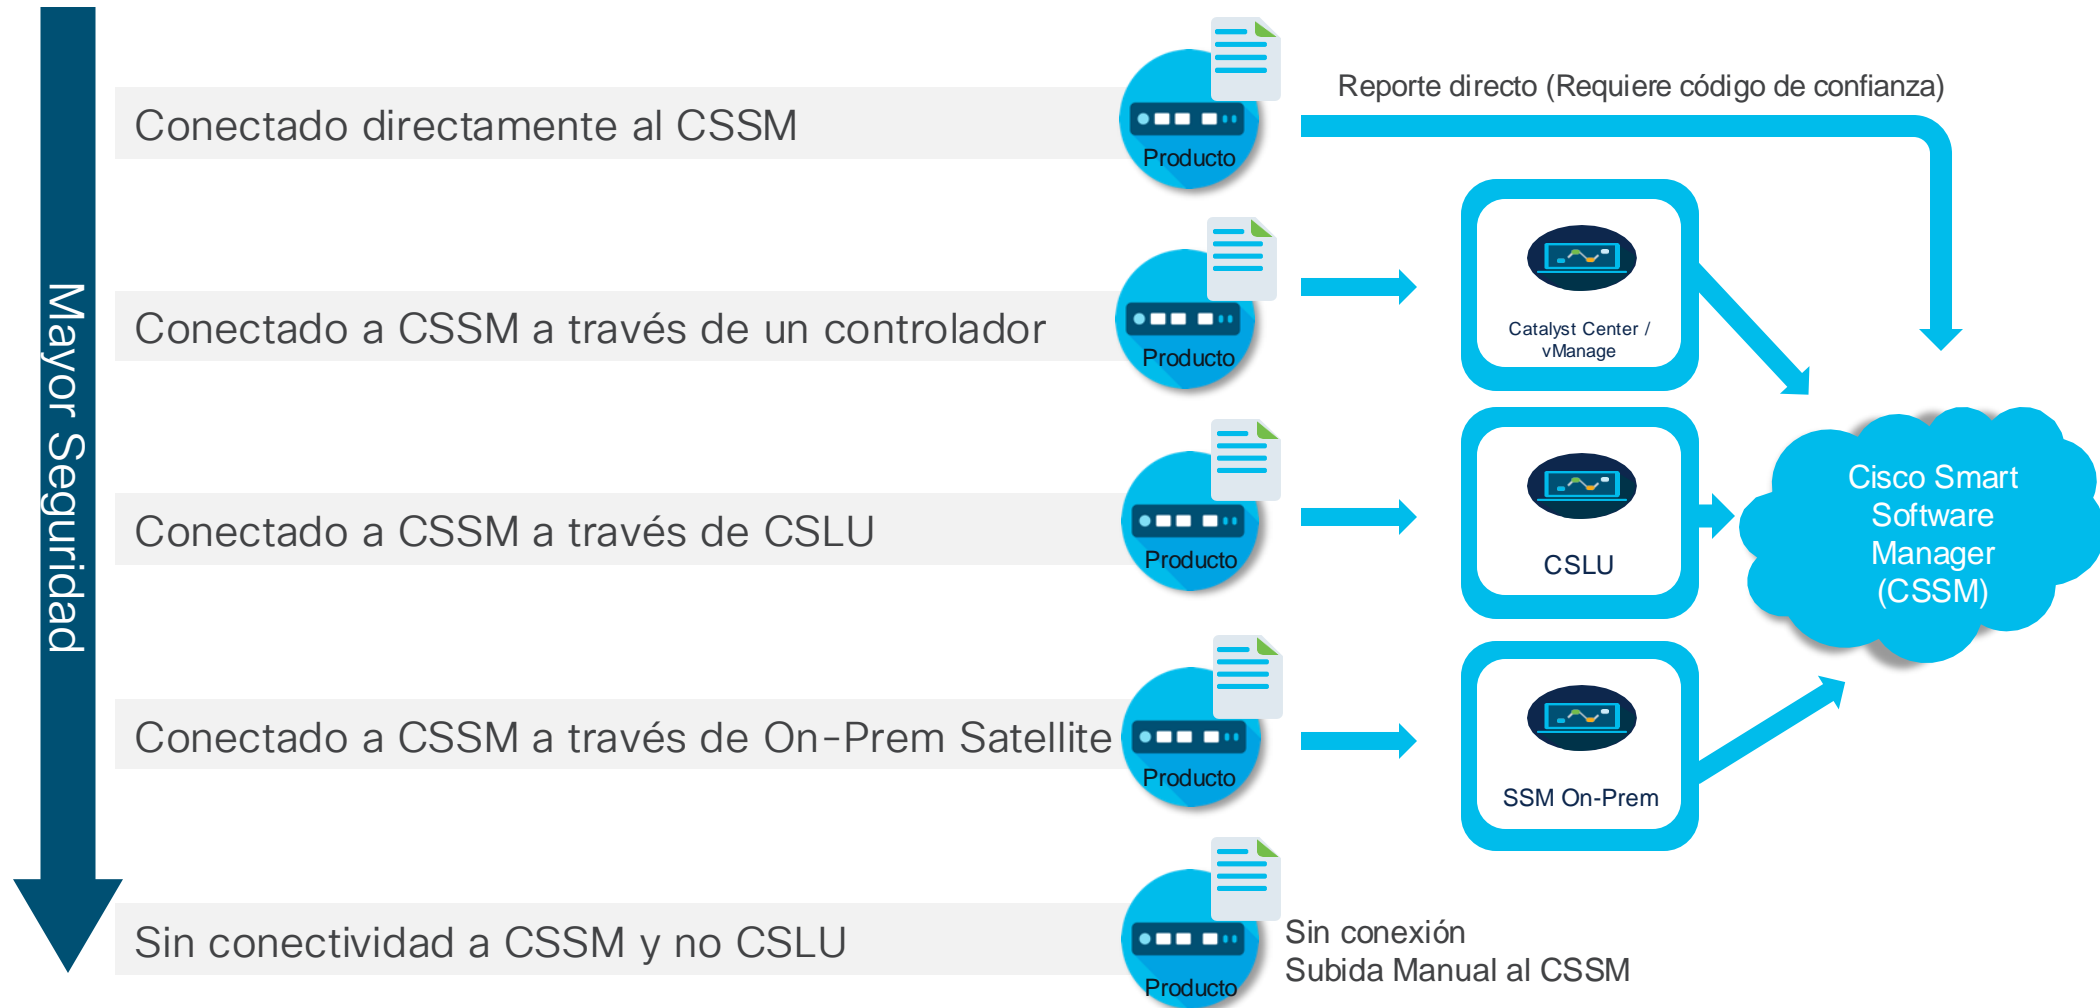 Mayor Seguridad
Conectado directamente al CSSM
Producto
Reporte directo (Requiere código de confianza)
Conectado a CSSM a través de un controlador
Producto
Catalyst Center /
vManage
Conectado a CSSM a través de CSLU
Producto
CSLU
Cisco Smart
Software
Manager
(CSSM)
Conectado a CSSM a través de On-Prem Satellite
Producto
SSM On-Prem
Sin conectividad a CSSM y no CSLU
Producto
Sin conexión
Subida Manual al CSSM